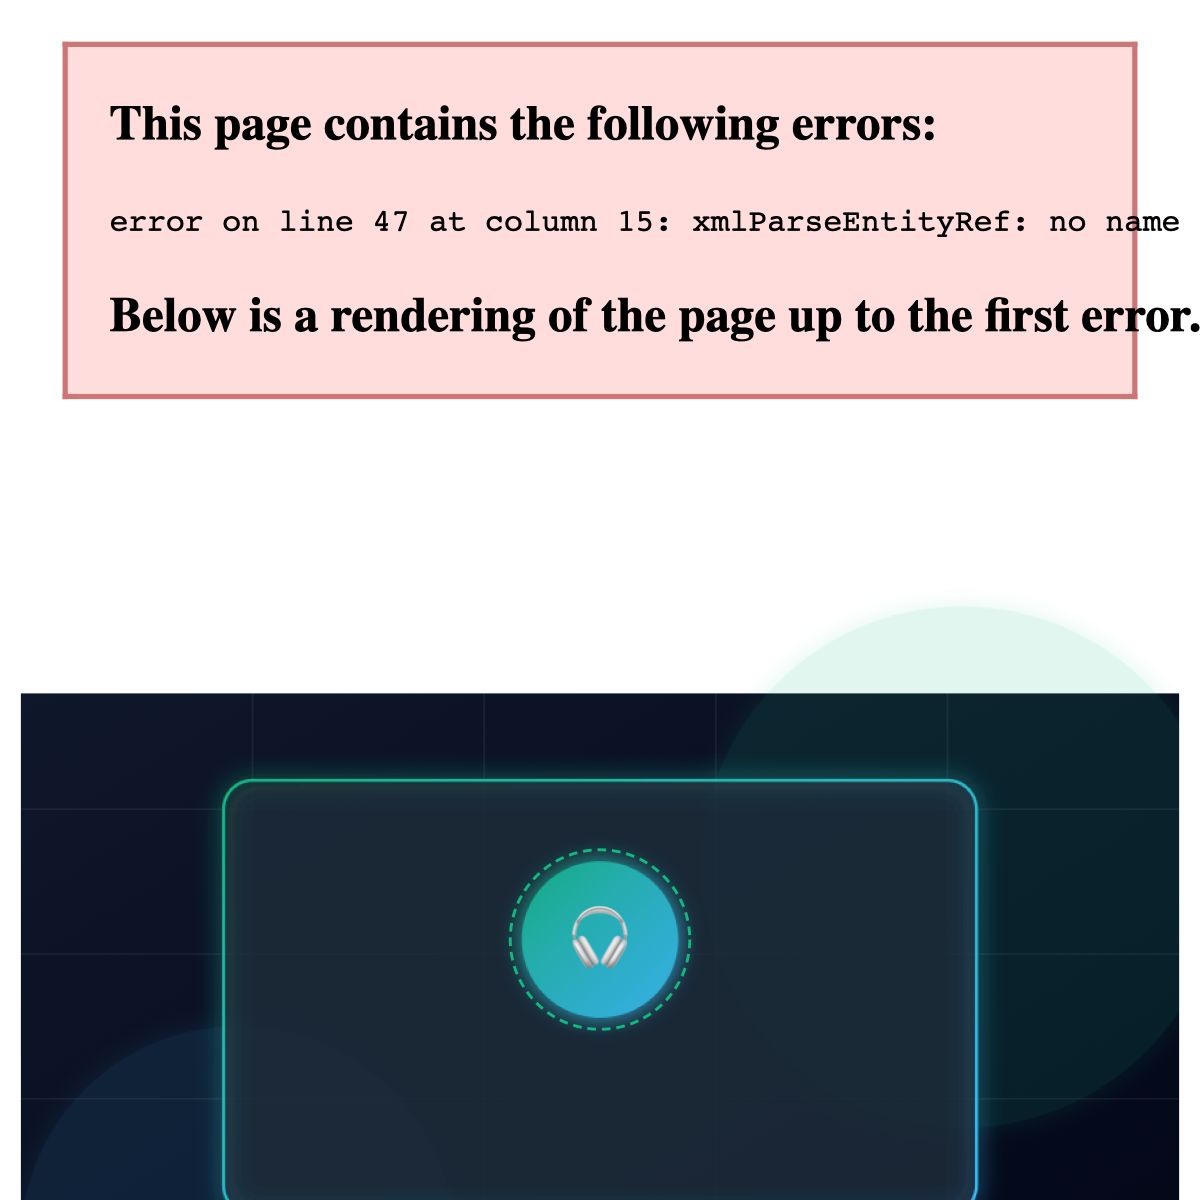 This page contains the following errors:
error on line 47 at column 15: xmlParseEntityRef: no name
Below is a rendering of the page up to the first error.